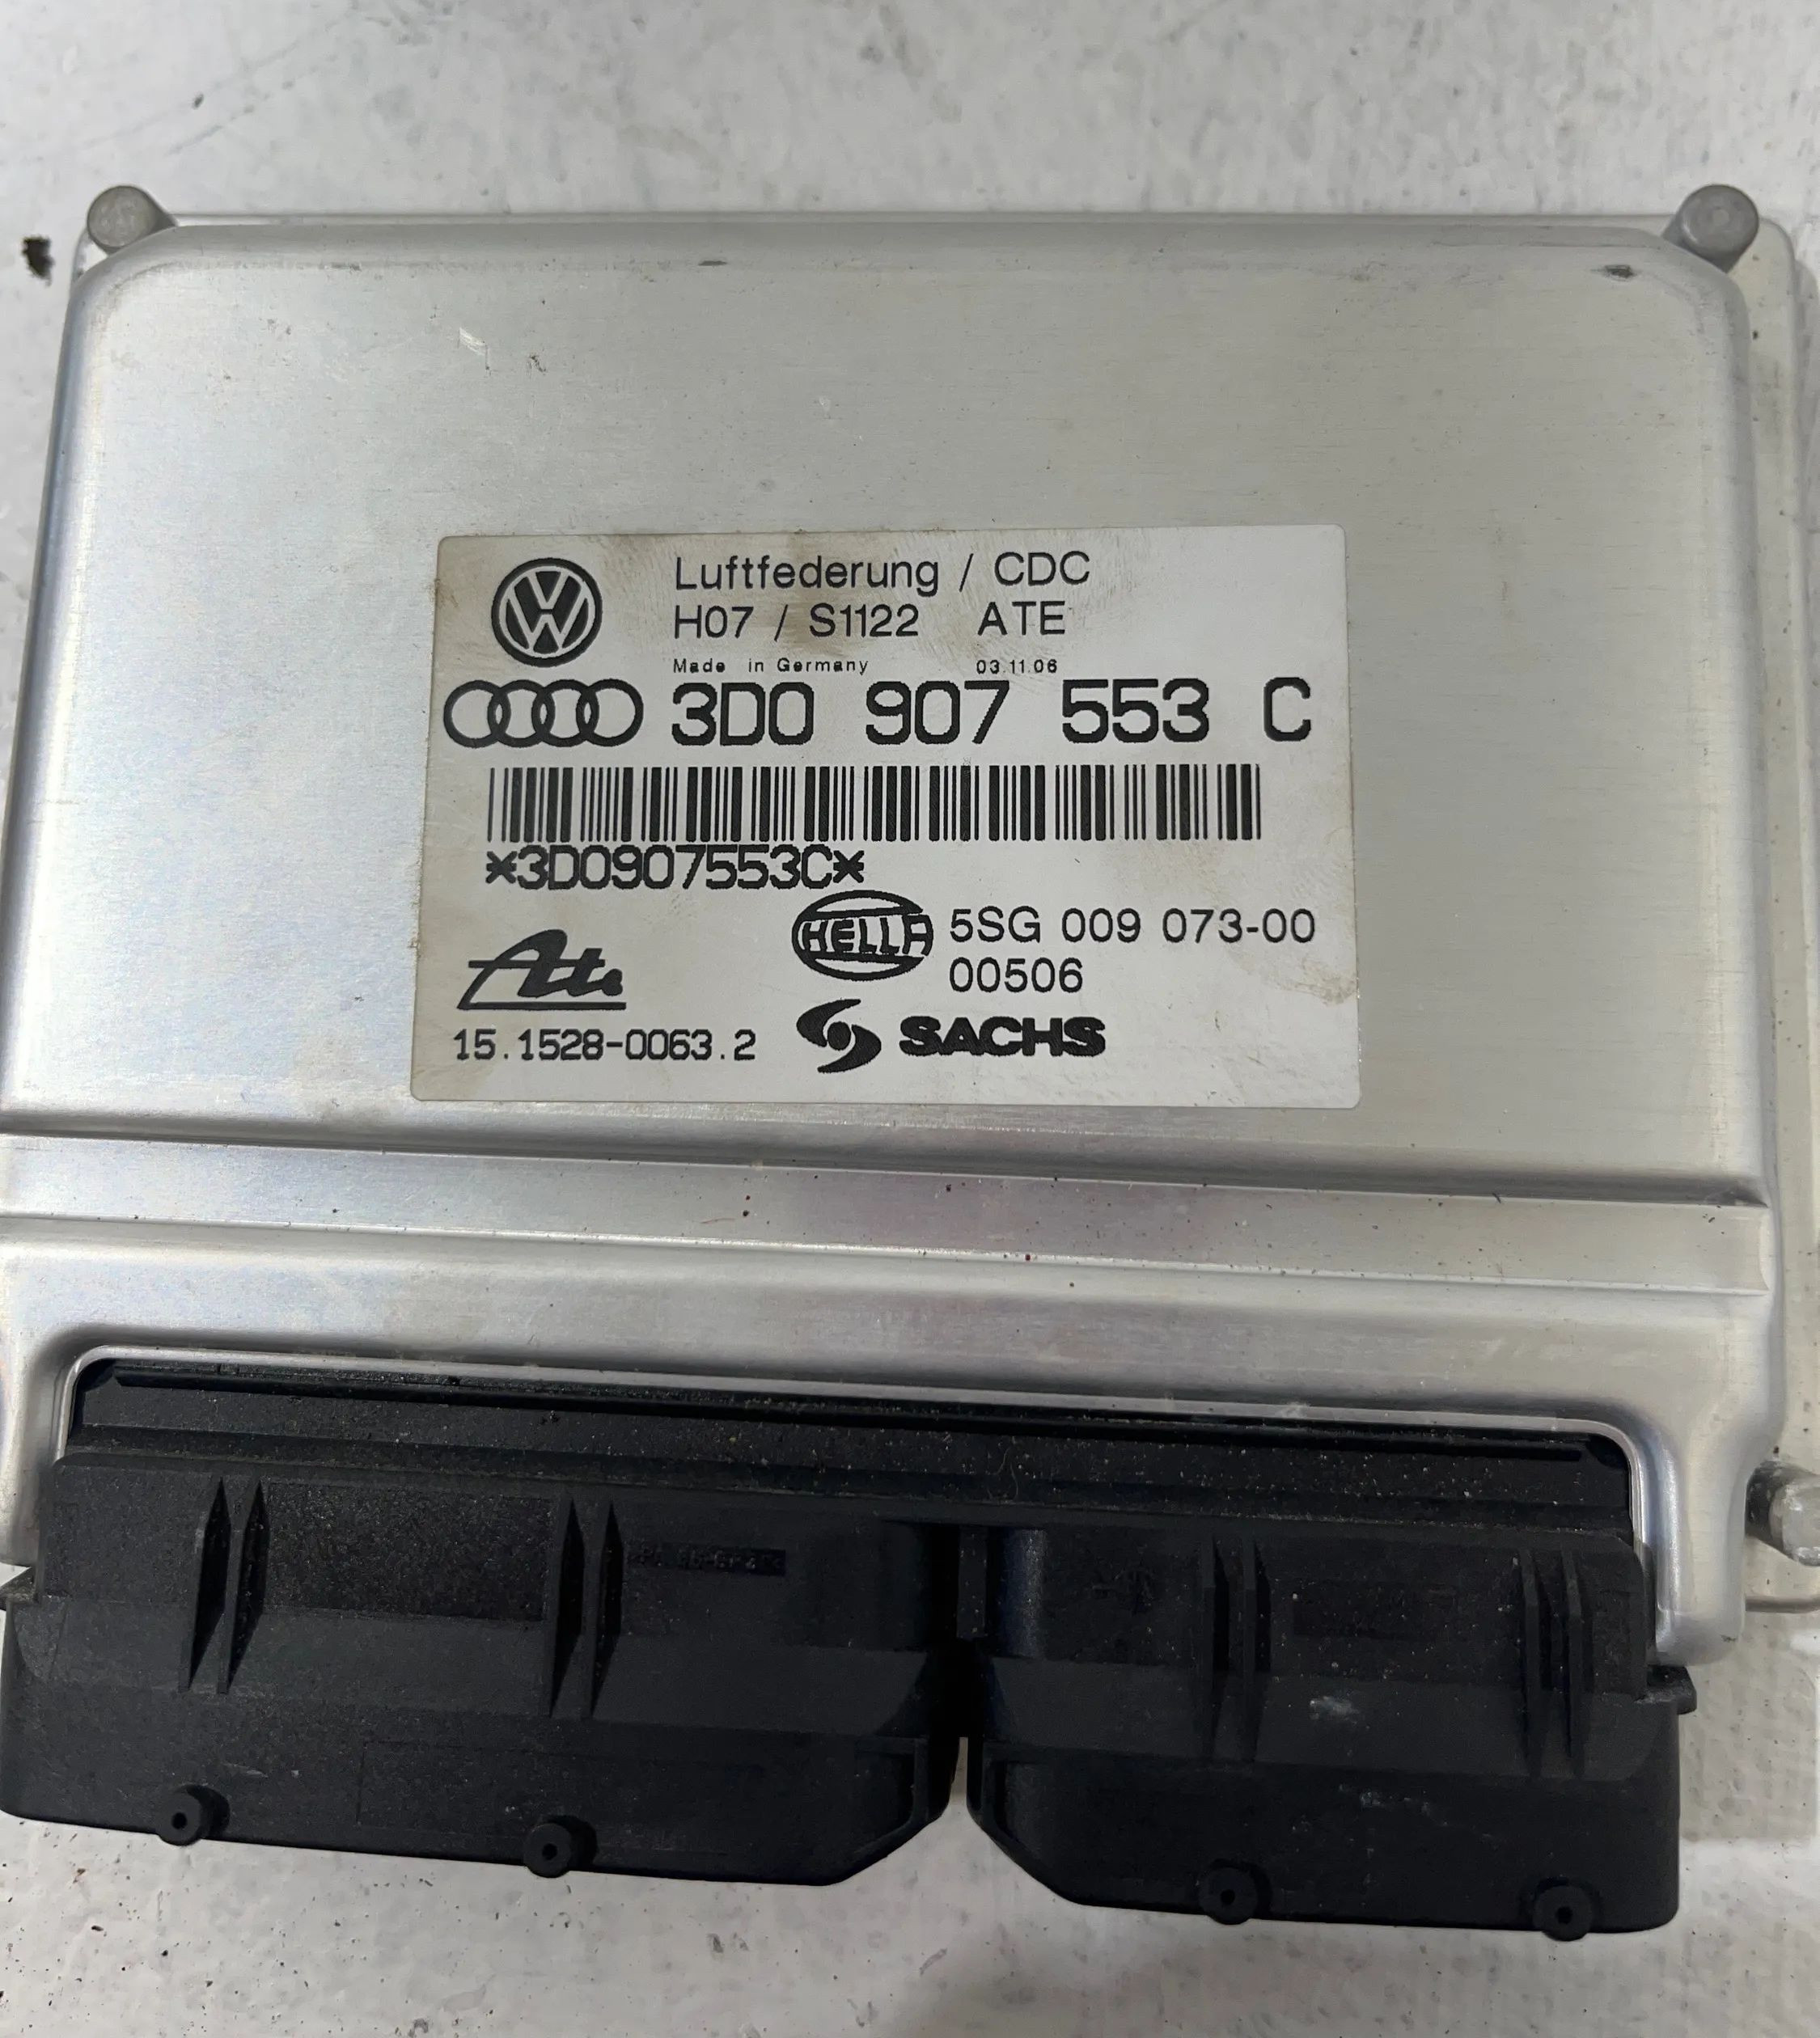 Luftfederung / CDC
H07 / S1122 ATE
Made in Germany 03.11.06
3D0 907 553 C
*3D0907553C*
HELLA 5SG 009 073-00
00506
Ate
15.1528-0063.2
SACHS